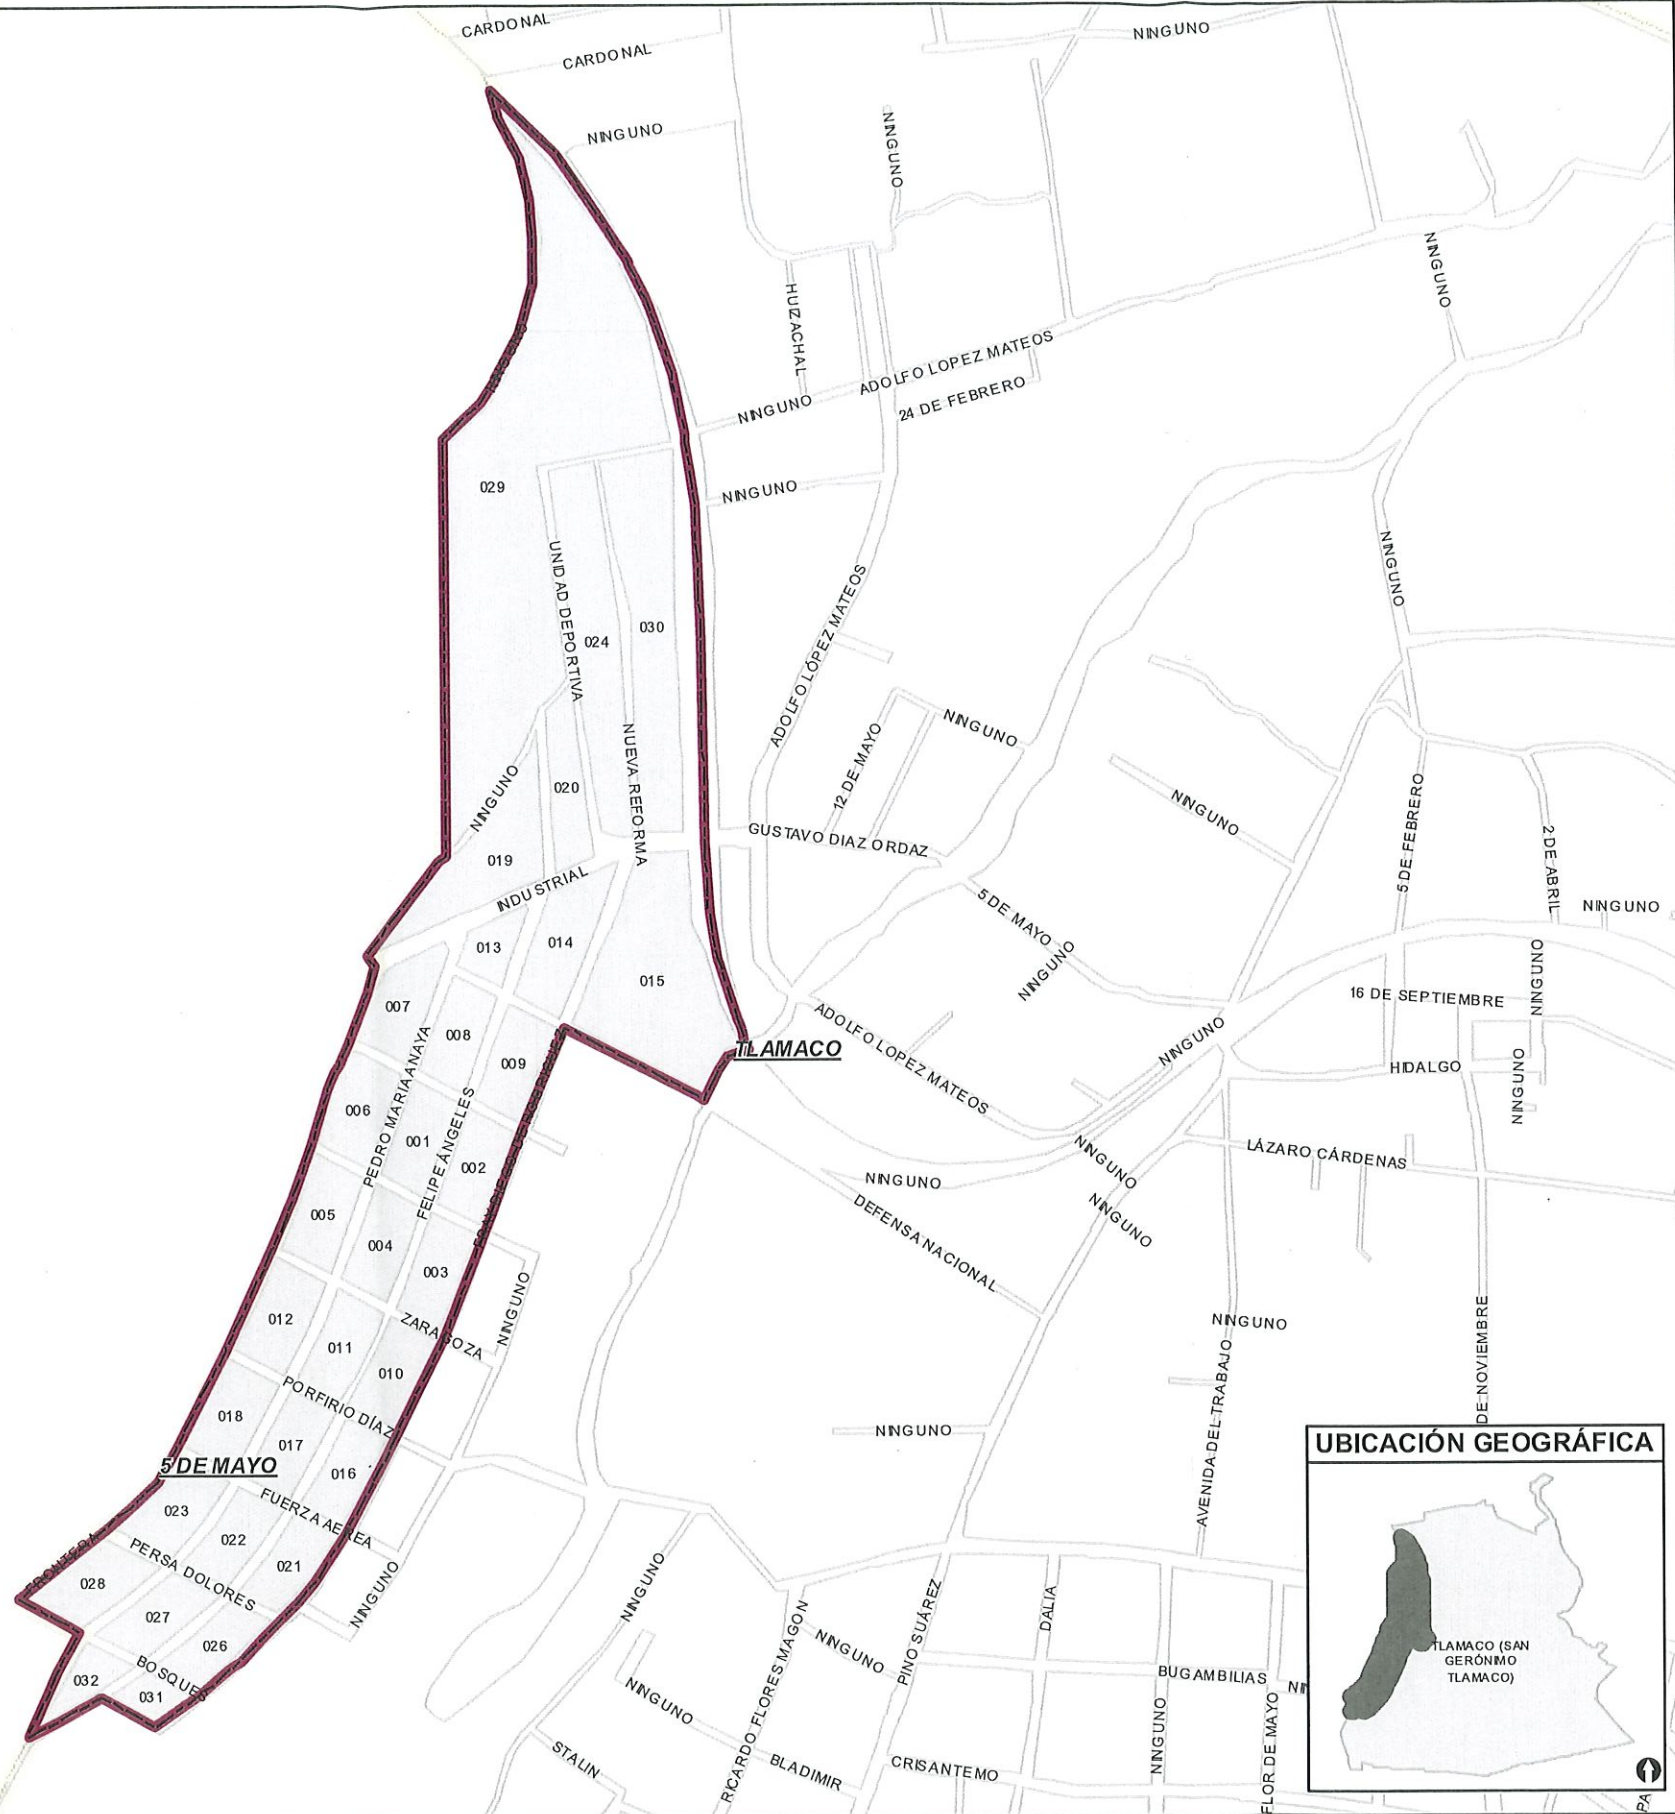 CARDONAL
CARDONAL
NINGUNO
NINGUNO
NINGUNO
NINGUNO
HUIZACHAL
ADOLFO LOPEZ MATEOS
24 DE FEBRERO
NINGUNO
NINGUNO
029
UNIDAD DEPORTIVA
024
030
NINGUNO
ADOLFO LÓPEZ MATEOS
12 DE MAYO
NINGUNO
NUEVA REFORMA
020
NINGUNO
019
INDUSTRIAL
GUSTAVO DIAZ ORDAZ
NINGUNO
5 DE FEBRERO
2 DE ABRIL
NINGUNO
5 DE MAYO
NINGUNO
013
014
015
NINGUNO
16 DE SEPTIEMBRE
007
008
009
PEDRO MARIA ANAYA
TLAMACO
ADOLFO LOPEZ MATEOS
NINGUNO
HIDALGO
NINGUNO
006
001
002
FELIPE ÁNGELES
NINGUNO
NINGUNO
NINGUNO
LÁZARO CÁRDENAS
DEFENSA NACIONAL
005
004
003
012
011
010
ZARAGOZA
NINGUNO
NINGUNO
AVENIDA DEL TRABAJO
DE NOVIEMBRE
PORFIRIO DÍAZ
018
017
016
NINGUNO
5 DE MAYO
FUERZA AEREA
023
022
021
FRONTERA
PERSA DOLORES
028
027
026
NINGUNO
NINGUNO
BOSQUES
032
031
NINGUNO
NINGUNO
RICARDO FLORES MAGON
PINO SUÁREZ
DALIA
BUGAMBILIAS
NIN
NINGUNO
FLOR DE MAYO
STALIN
BLADIMIR
CRISANTEMO
PA
UBICACIÓN GEOGRÁFICA
TLAMACO (SAN
GERÓNIMO
TLAMACO)